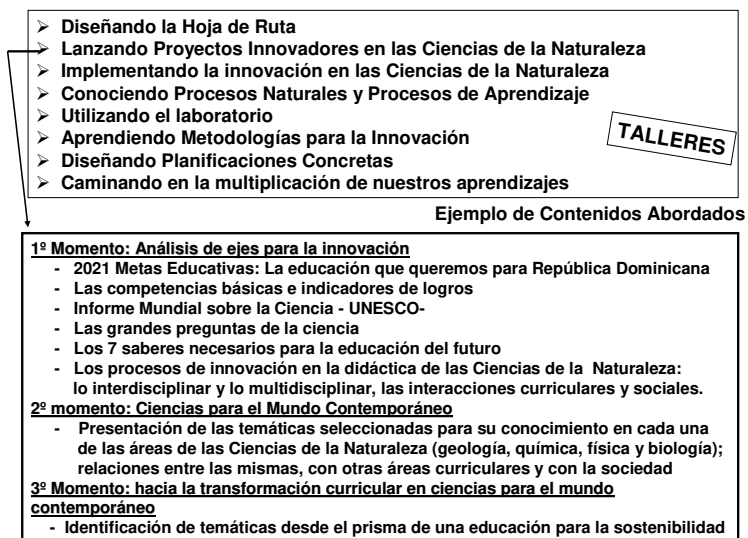 ➢ Diseñando la Hoja de Ruta
➢ Lanzando Proyectos Innovadores en las Ciencias de la Naturaleza
➢ Implementando la innovación en las Ciencias de la Naturaleza
➢ Conociendo Procesos Naturales y Procesos de Aprendizaje
➢ Utilizando el laboratorio
➢ Aprendiendo Metodologías para la Innovación
➢ Diseñando Planificaciones Concretas
➢ Caminando en la multiplicación de nuestros aprendizajes
TALLERES
Ejemplo de Contenidos Abordados
1º Momento: Análisis de ejes para la innovación
- 2021 Metas Educativas: La educación que queremos para República Dominicana
- Las competencias básicas e indicadores de logros
- Informe Mundial sobre la Ciencia - UNESCO-
- Las grandes preguntas de la ciencia
- Los 7 saberes necesarios para la educación del futuro
- Los procesos de innovación en la didáctica de las Ciencias de la Naturaleza:
lo interdisciplinar y lo multidisciplinar, las interacciones curriculares y sociales.
2º momento: Ciencias para el Mundo Contemporáneo
- Presentación de las temáticas seleccionadas para su conocimiento en cada una
de las áreas de las Ciencias de la Naturaleza (geología, química, física y biología);
relaciones entre las mismas, con otras áreas curriculares y con la sociedad
3º Momento: hacia la transformación curricular en ciencias para el mundo
contemporáneo
- Identificación de temáticas desde el prisma de una educación para la sostenibilidad